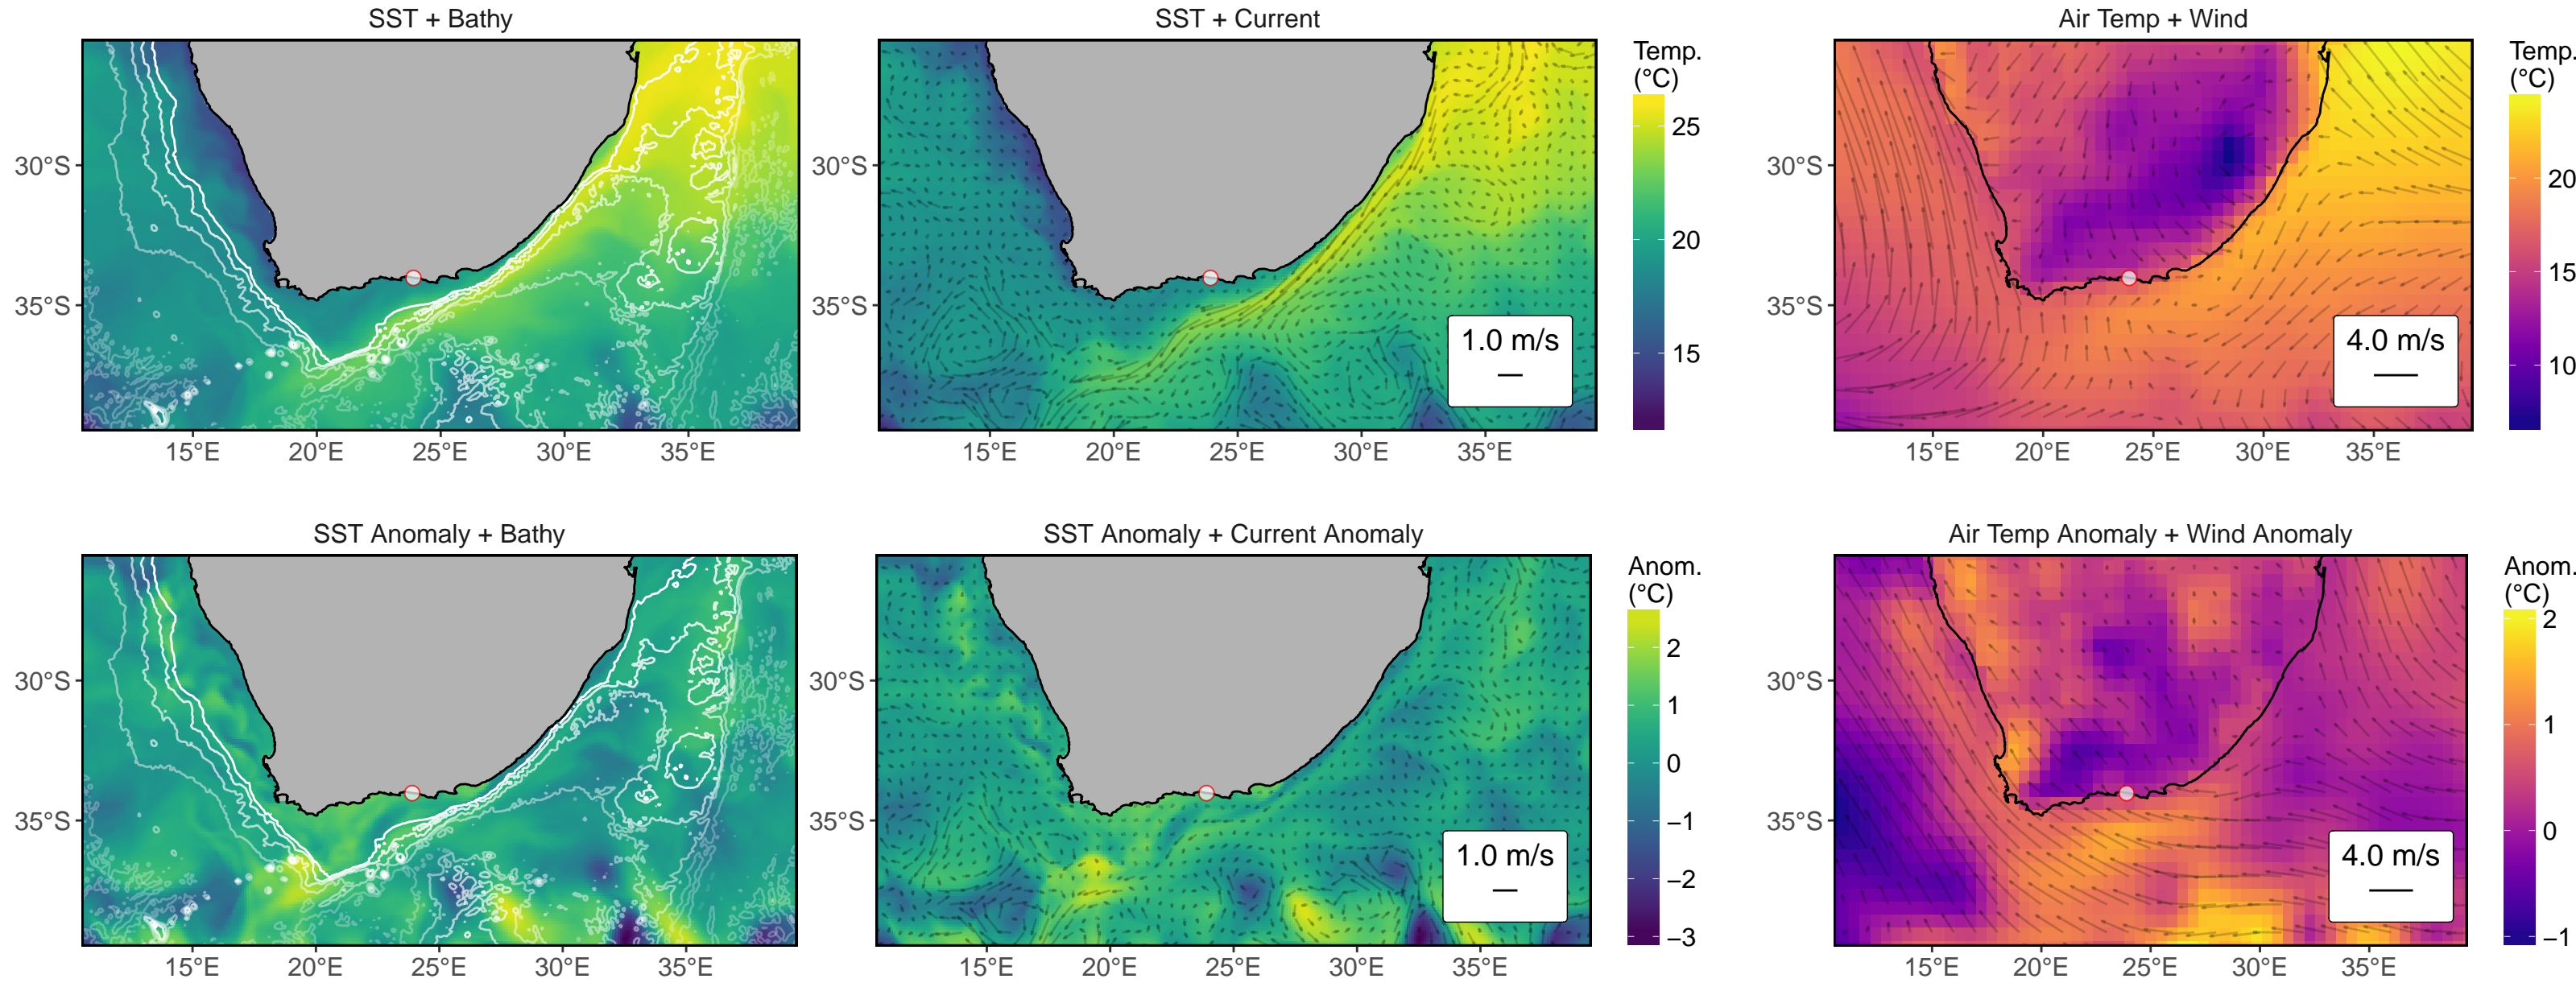 SST + Bathy
SST + Current
Air Temp + Wind
30°S
35°S
15°E 20°E 25°E 30°E 35°E
30°S
35°S
15°E 20°E 25°E 30°E 35°E
1.0 m/s
Temp.
(°C)
25
20
15
30°S
35°S
15°E 20°E 25°E 30°E 35°E
4.0 m/s
Temp.
(°C)
20
15
10
SST Anomaly + Bathy
SST Anomaly + Current Anomaly
Air Temp Anomaly + Wind Anomaly
30°S
35°S
15°E 20°E 25°E 30°E 35°E
30°S
35°S
15°E 20°E 25°E 30°E 35°E
1.0 m/s
Anom.
(°C)
2
1
0
−1
−2
−3
30°S
35°S
15°E 20°E 25°E 30°E 35°E
4.0 m/s
Anom.
(°C)
2
1
0
−1